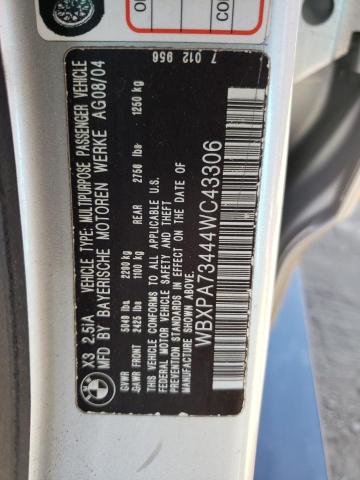 X3 2.5IA VEHICLE TYPE: MULTIPURPOSE PASSENGER VEHICLE
MFD BY BAYERISCHE MOTOREN WERKE AG08/04
GVWR 5040 lbs 2290 kg
GAWR FRONT 2425 lbs 1100 kg REAR 2756 lbs 1250 kg
THIS VEHICLE CONFORMS TO ALL APPLICABLE U.S.
FEDERAL MOTOR VEHICLE SAFETY AND THEFT
PREVENTION STANDARDS IN EFFECT ON THE DATE OF
MANUFACTURE SHOWN ABOVE
7 012 956
WBXPA73444WC43306